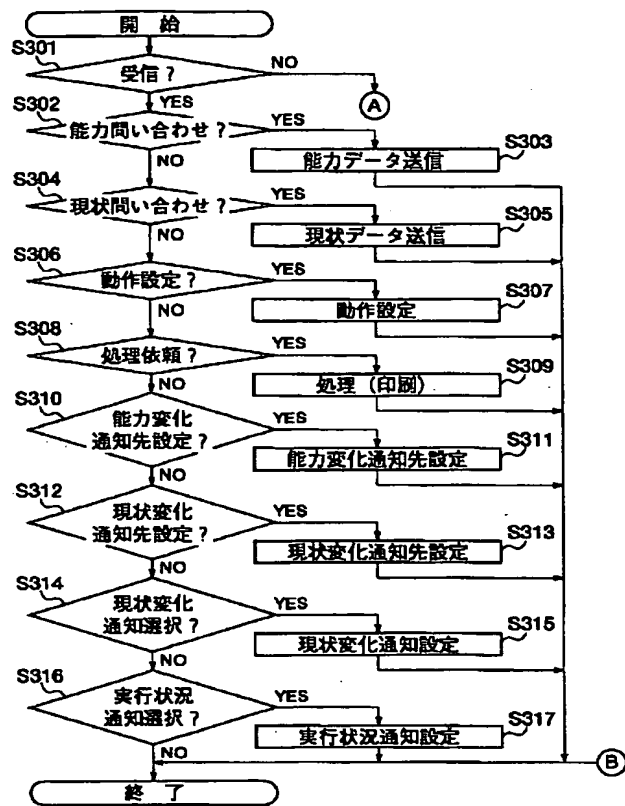 開 始
S301
受信？
NO
YES
A
S302
能力問い合わせ？
YES
S303
能力データ送信
NO
S304
現状問い合わせ？
YES
S305
現状データ送信
NO
S306
動作設定？
YES
S307
動作設定
NO
S308
処理依頼？
YES
S309
処理（印刷）
NO
S310
能力変化
通知先設定？
YES
S311
能力変化通知先設定
NO
S312
現状変化
通知先設定？
YES
S313
現状変化通知先設定
NO
S314
現状変化
通知選択？
YES
S315
現状変化通知設定
NO
S316
実行状況
通知選択？
YES
S317
実行状況通知設定
NO
B
終 了